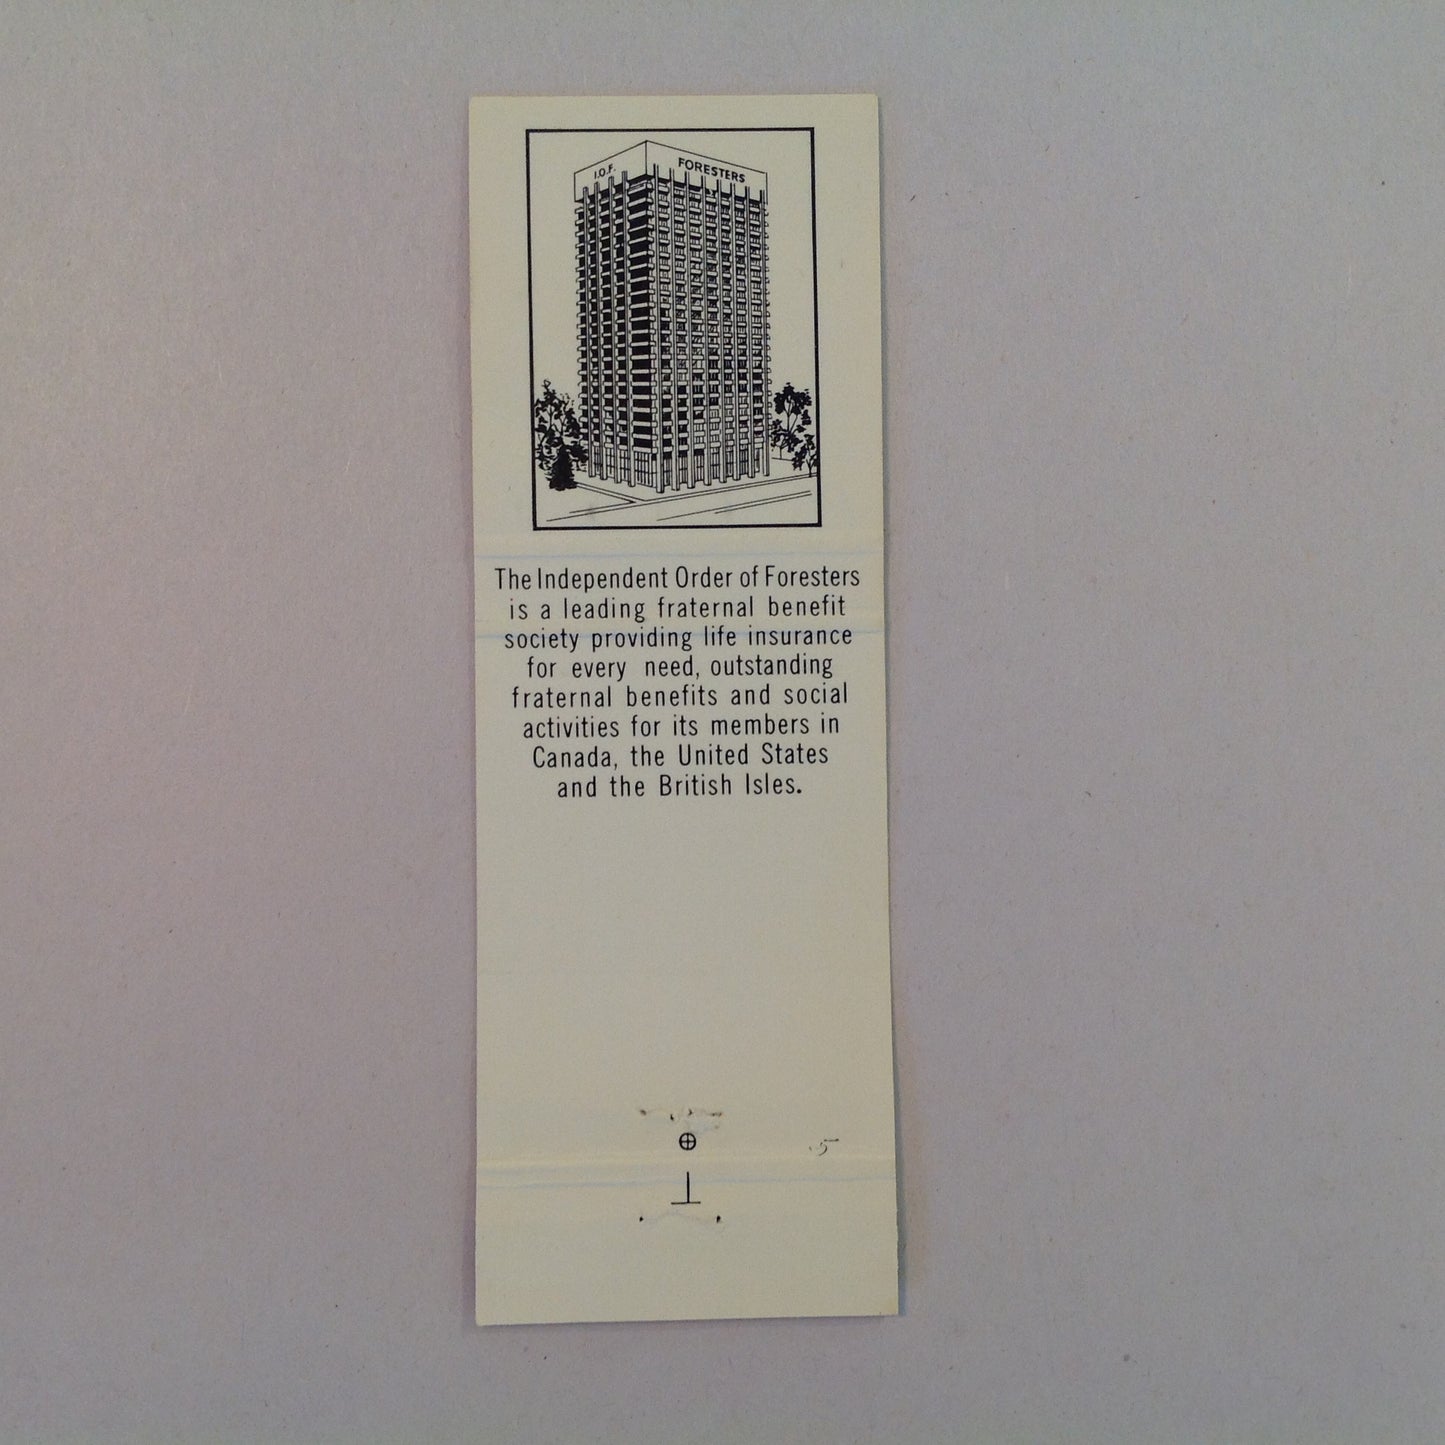 I.O.F. FORESTERS
The Independent Order of Foresters
is a leading fraternal benefit
society providing life insurance
for every need, outstanding
fraternal benefits and social
activities for its members in
Canada, the United States
and the British Isles.
5